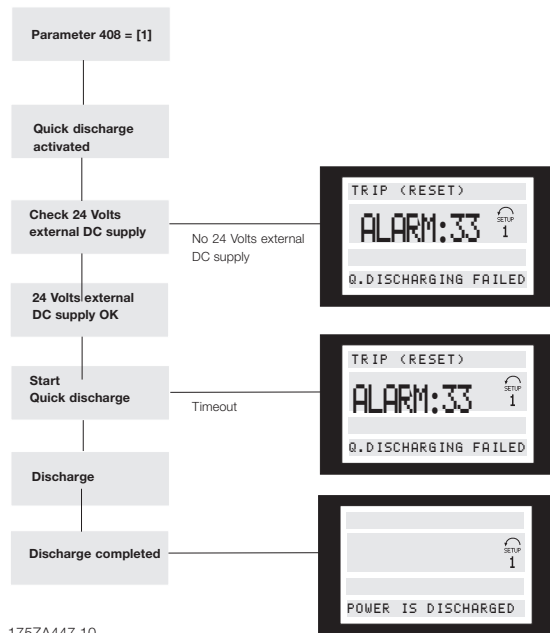 Parameter 408 = [1]
Quick discharge
activated
Check 24 Volts
external DC supply
No 24 Volts external
DC supply
TRIP (RESET)
ALARM:33
SETUP
1
Q.DISCHARGING FAILED
24 Volts external
DC supply OK
Start
Quick discharge
Timeout
TRIP (RESET)
ALARM:33
SETUP
1
Q.DISCHARGING FAILED
Discharge
Discharge completed
SETUP
1
POWER IS DISCHARGED
175ZA447.10